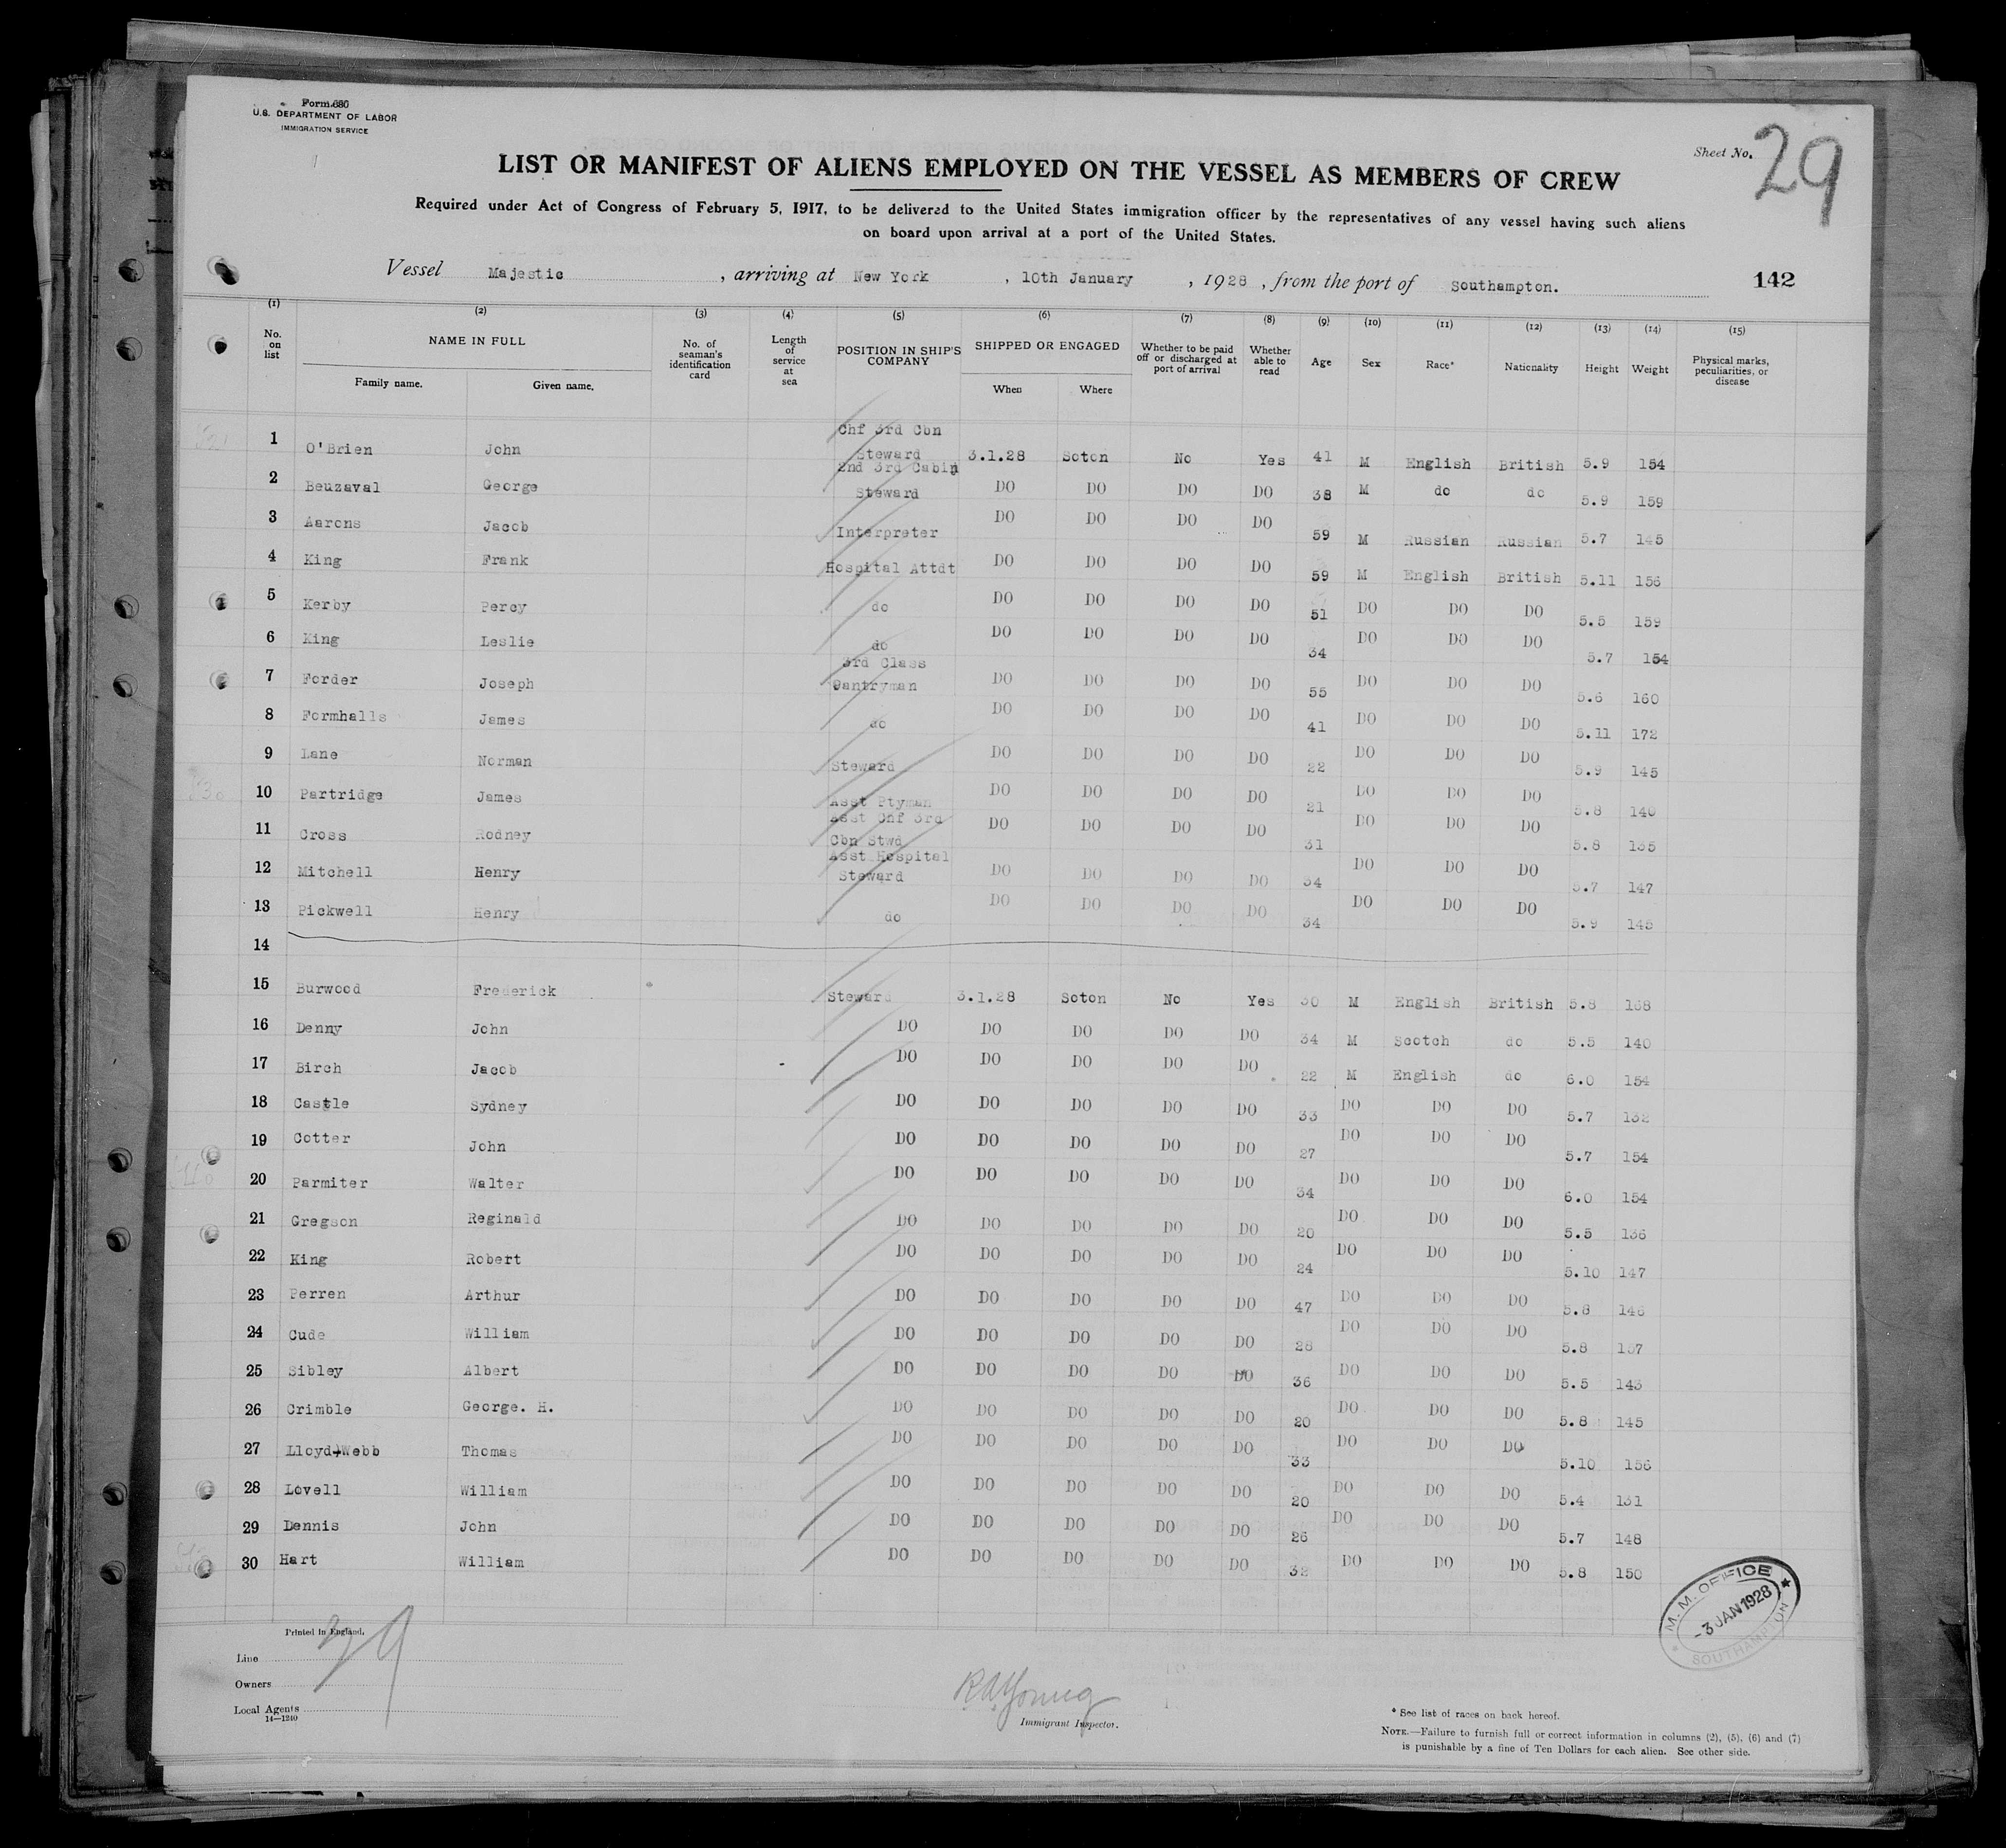 Form 680
U.S. DEPARTMENT OF LABOR
IMMIGRATION SERVICE
Sheet No. 29
LIST OR MANIFEST OF ALIENS EMPLOYED ON THE VESSEL AS MEMBERS OF CREW
Required under Act of Congress of February 5, 1917, to be delivered to the United States immigration officer by the representatives of any vessel having such aliens
on board upon arrival at a port of the United States.
Vessel Majestic, arriving at New York, 10th January, 1928, from the port of Southampton. 142
(1) (2) (3) (4) (5) (6) (7) (8) (9) (10) (11) (12) (13) (14) (15)
No. on list NAME IN FULL Family name. Given name. No. of seaman's identification card Length of service at sea POSITION IN SHIP'S COMPANY SHIPPED OR ENGAGED When Where Whether to be paid off or discharged at port of arrival Whether able to read Age Sex Race* Nationality Height Weight Physical marks, peculiarities, or disease
1 O'Brien John Chf 3rd Cbn Steward 3.1.28 Soton No Yes 41 M English British 5.9 154
2 Beuzaval George 2nd 3rd Cabin Steward DO DO DO DO 38 M do do 5.9 159
3 Aarons Jacob Interpreter DO DO DO DO 59 M Russian Russian 5.7 145
4 King Frank Hospital Attdt DO DO DO DO 59 M English British 5.11 156
5 Kerby Percy do DO DO DO DO 51 DO DO DO 5.5 159
6 King Leslie do DO DO DO DO 34 DO DO DO 5.7 154
7 Forder Joseph 3rd Class Pantryman DO DO DO DO 55 DO DO DO 5.6 160
8 Formhalls James do DO DO DO DO 41 DO DO DO 5.11 172
9 Lane Norman Steward DO DO DO DO 22 DO DO DO 5.9 145
10 Partridge James Asst Ptyman DO DO DO DO 21 DO DO DO 5.8 140
11 Cross Rodney Asst Chf 3rd Cbn Stwd DO DO DO DO 31 DO DO DO 5.8 135
12 Mitchell Henry Asst Hospital Steward DO DO DO DO 34 DO DO DO 5.7 147
13 Pickwell Henry do DO DO DO DO 34 DO DO DO 5.9 145
14
15 Burwood Frederick Steward 3.1.28 Soton No Yes 30 M English British 5.8 168
16 Denny John DO DO DO DO DO 34 M Scotch do 5.5 140
17 Birch Jacob DO DO DO DO DO 22 M English do 6.0 154
18 Castle Sydney DO DO DO DO DO 33 DO DO DO 5.7 132
19 Cotter John DO DO DO DO DO 27 DO DO DO 5.7 154
20 Parmiter Walter DO DO DO DO DO 34 DO DO DO 6.0 154
21 Gregson Reginald DO DO DO DO DO 20 DO DO DO 5.5 136
22 King Robert DO DO DO DO DO 24 DO DO DO 5.10 147
23 Perren Arthur DO DO DO DO DO 47 DO DO DO 5.8 146
24 Cude William DO DO DO DO DO 28 DO DO DO 5.8 137
25 Sibley Albert DO DO DO DO DO 36 DO DO DO 5.5 143
26 Crimble George. H. DO DO DO DO DO 20 DO DO DO 5.8 145
27 Lloyd-Webb Thomas DO DO DO DO DO 33 DO DO DO 5.10 156
28 Lovell William DO DO DO DO DO 20 DO DO DO 5.4 131
29 Dennis John DO DO DO DO DO 26 DO DO DO 5.7 148
30 Hart William DO DO DO DO DO 32 DO DO DO 5.8 150
M. M. OFFICE
-3 JAN 1928
SOUTHAMPTON
Printed in England.
29
Line
Owners
Local Agents
14—1240
R A Young
Immigrant Inspector.
* See list of races on back hereof.
NOTE.—Failure to furnish full or correct information in columns (2), (5), (6) and (7)
is punishable by a fine of Ten Dollars for each alien. See other side.